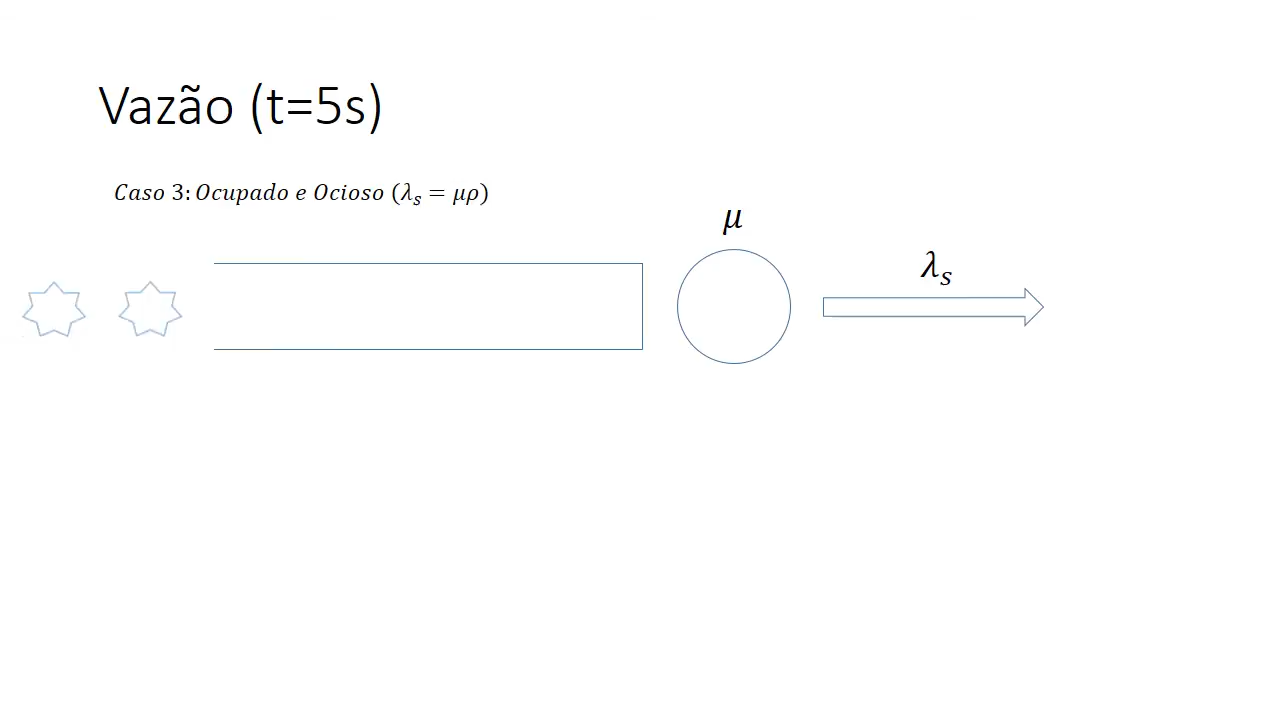 Vazão (t=5s)
Caso 3: Ocupado e Ocioso (λₛ = μρ)
μ
λₛ